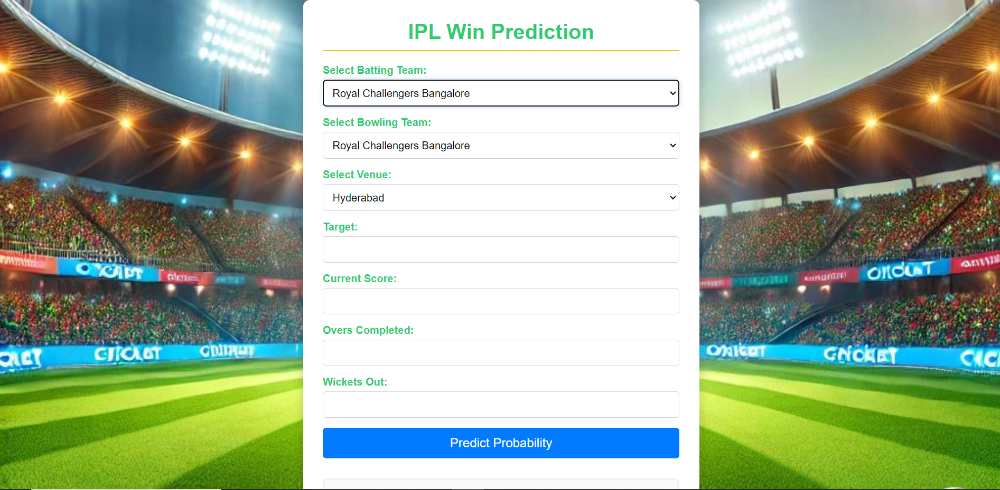 IPL Win Prediction
Select Batting Team:
Royal Challengers Bangalore
Select Bowling Team:
Royal Challengers Bangalore
Select Venue:
Hyderabad
Target:
Current Score:
Overs Completed:
Wickets Out:
Predict Probability